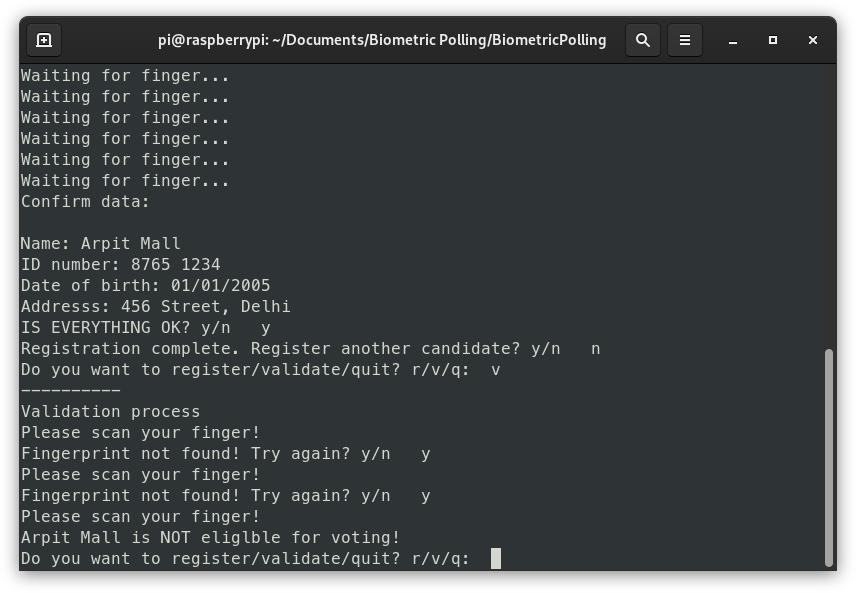 pi@raspberrypi: ~/Documents/Biometric Polling/BiometricPolling
Waiting for finger...
Waiting for finger...
Waiting for finger...
Waiting for finger...
Waiting for finger...
Waiting for finger...
Confirm data:
Name: Arpit Mall
ID number: 8765 1234
Date of birth: 01/01/2005
Addresss: 456 Street, Delhi
IS EVERYTHING OK? y/n   y
Registration complete. Register another candidate? y/n   n
Do you want to register/validate/quit? r/v/q:  v
----------
Validation process
Please scan your finger!
Fingerprint not found! Try again? y/n   y
Please scan your finger!
Fingerprint not found! Try again? y/n   y
Please scan your finger!
Arpit Mall is NOT eliglble for voting!
Do you want to register/validate/quit? r/v/q: